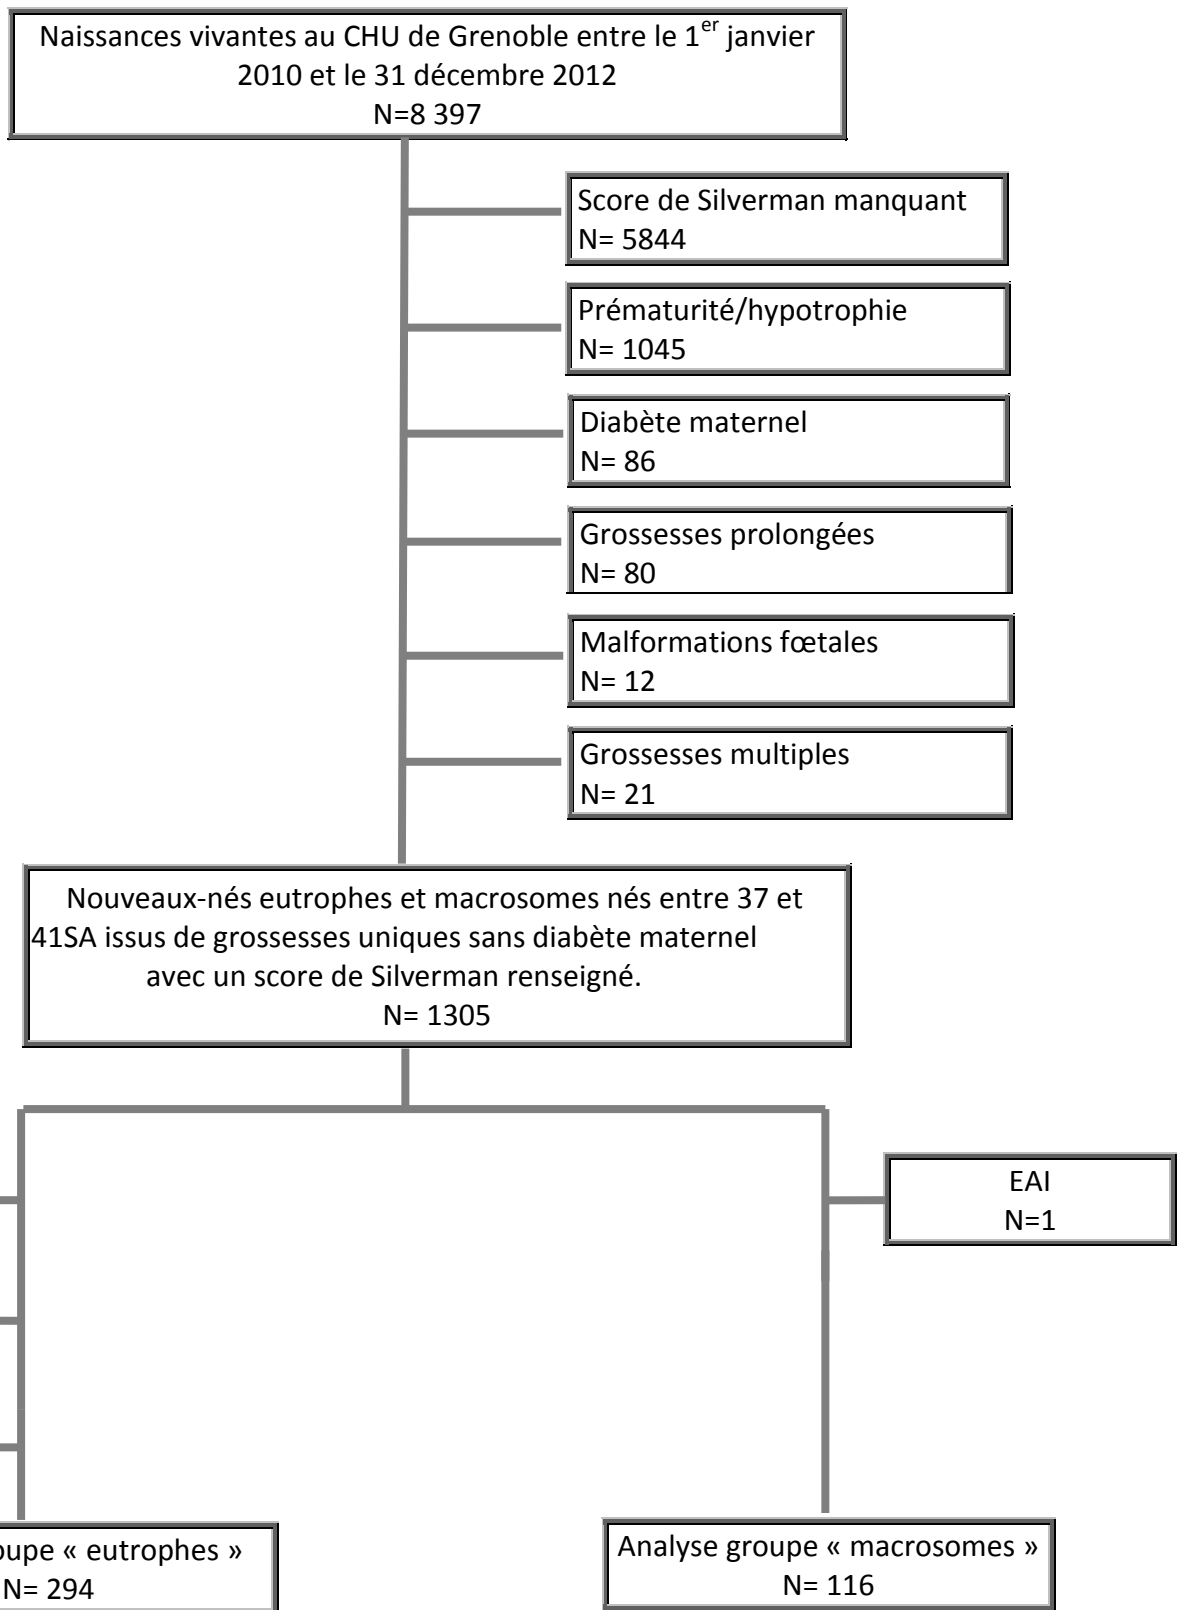 Naissances vivantes au CHU de Grenoble entre le 1er janvier
2010 et le 31 décembre 2012
N=8 397
Score de Silverman manquant
N= 5844
Prématurité/hypotrophie
N= 1045
Diabète maternel
N= 86
Grossesses prolongées
N= 80
Malformations fœtales
N= 12
Grossesses multiples
N= 21
Nouveaux-nés eutrophes et macrosomes nés entre 37 et
41SA issus de grossesses uniques sans diabète maternel
avec un score de Silverman renseigné.
N= 1305
EAI
N=1
« eutrophes »
N= 294
Analyse groupe « macrosomes »
N= 116